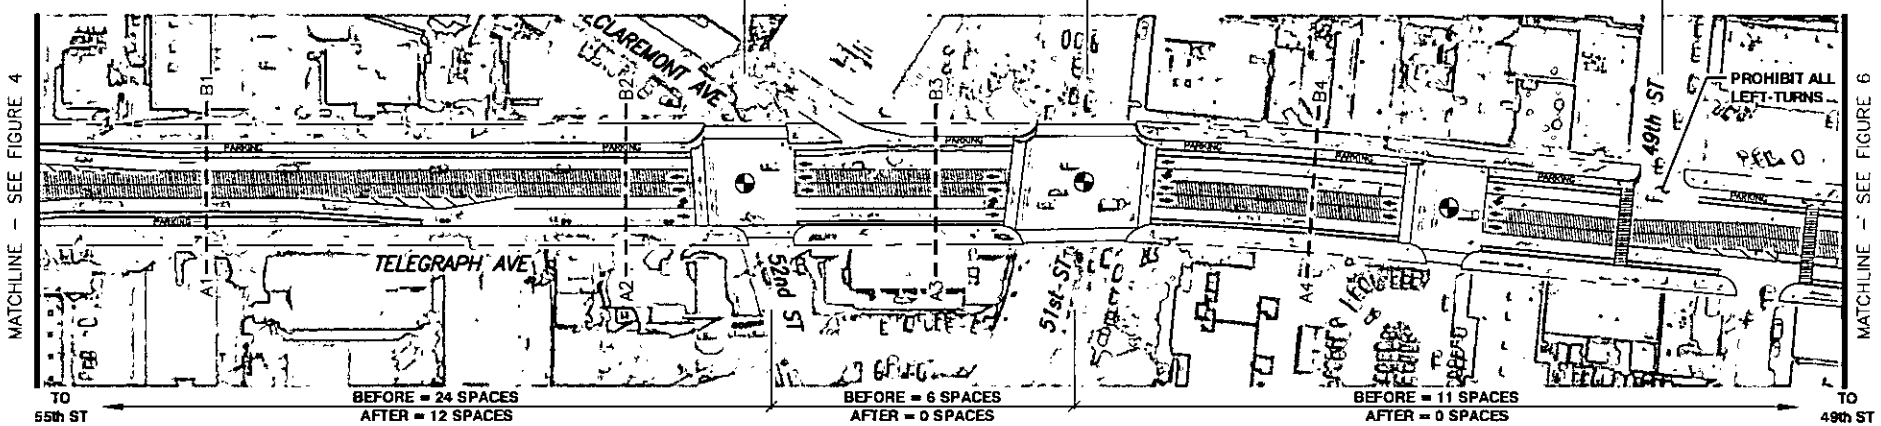 MATCHLINE - SEE FIGURE 4
B1
CLAREMONT AVE
B2
B3
B4
49th ST
PROHIBIT ALL
LEFT-TURNS
MATCHLINE - SEE FIGURE 6
PARKING
PARKING
PARKING
PARKING
PARKING
PARKING
PARKING
PARKING
TELEGRAPH AVE
A1
A2
52nd ST
A3
51st ST
A4
TO
55th ST
BEFORE = 24 SPACES
AFTER = 12 SPACES
BEFORE = 6 SPACES
AFTER = 0 SPACES
BEFORE = 11 SPACES
AFTER = 0 SPACES
TO
49th ST